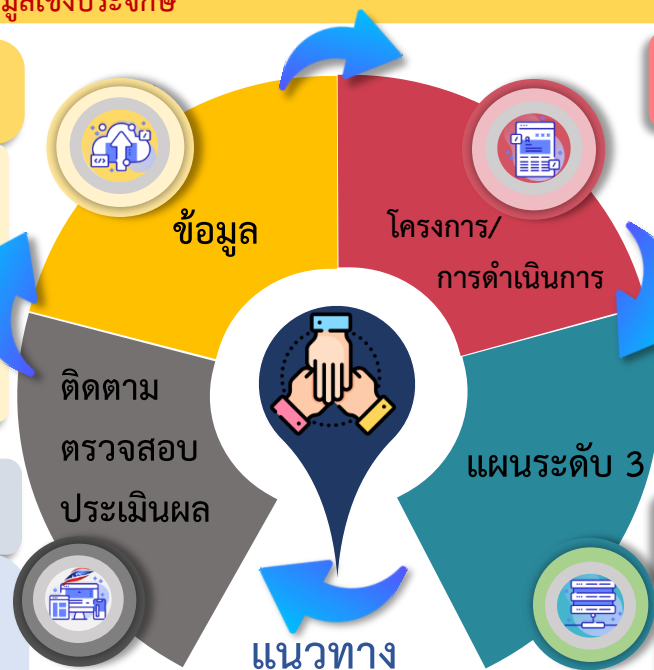 ข้อมูล
โครงการ/
การดำเนินการ
ติดตาม
ตรวจสอบ
ประเมินผล
แผนระดับ 3
แนวทาง